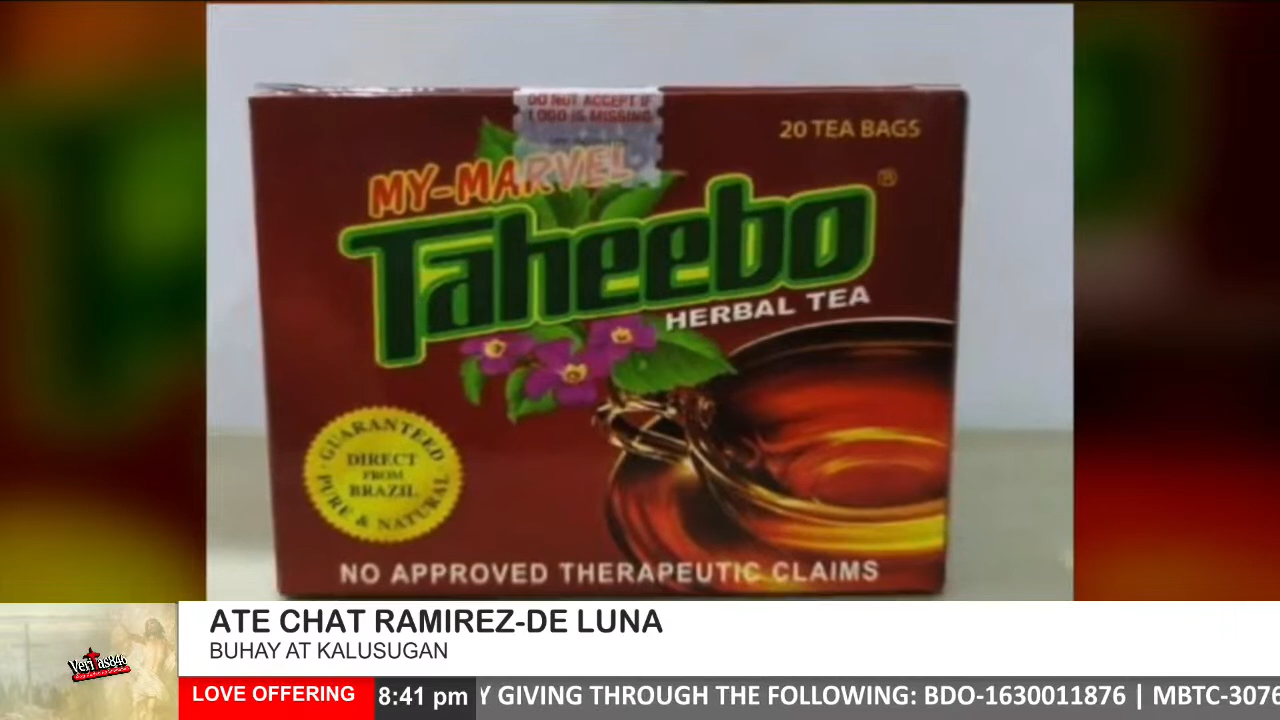 DO NOT ACCEPT IF
LOGO IS MISSING
20 TEA BAGS
MY-MARVEL
Taheebo®
HERBAL TEA
GUARANTEED
DIRECT
FROM
BRAZIL
PURE & NATURAL
NO APPROVED THERAPEUTIC CLAIMS
ATE CHAT RAMIREZ-DE LUNA
BUHAY AT KALUSUGAN
Veritas846
LOVE OFFERING
8:41 pm
Y GIVING THROUGH THE FOLLOWING: BDO-1630011876 | MBTC-3076